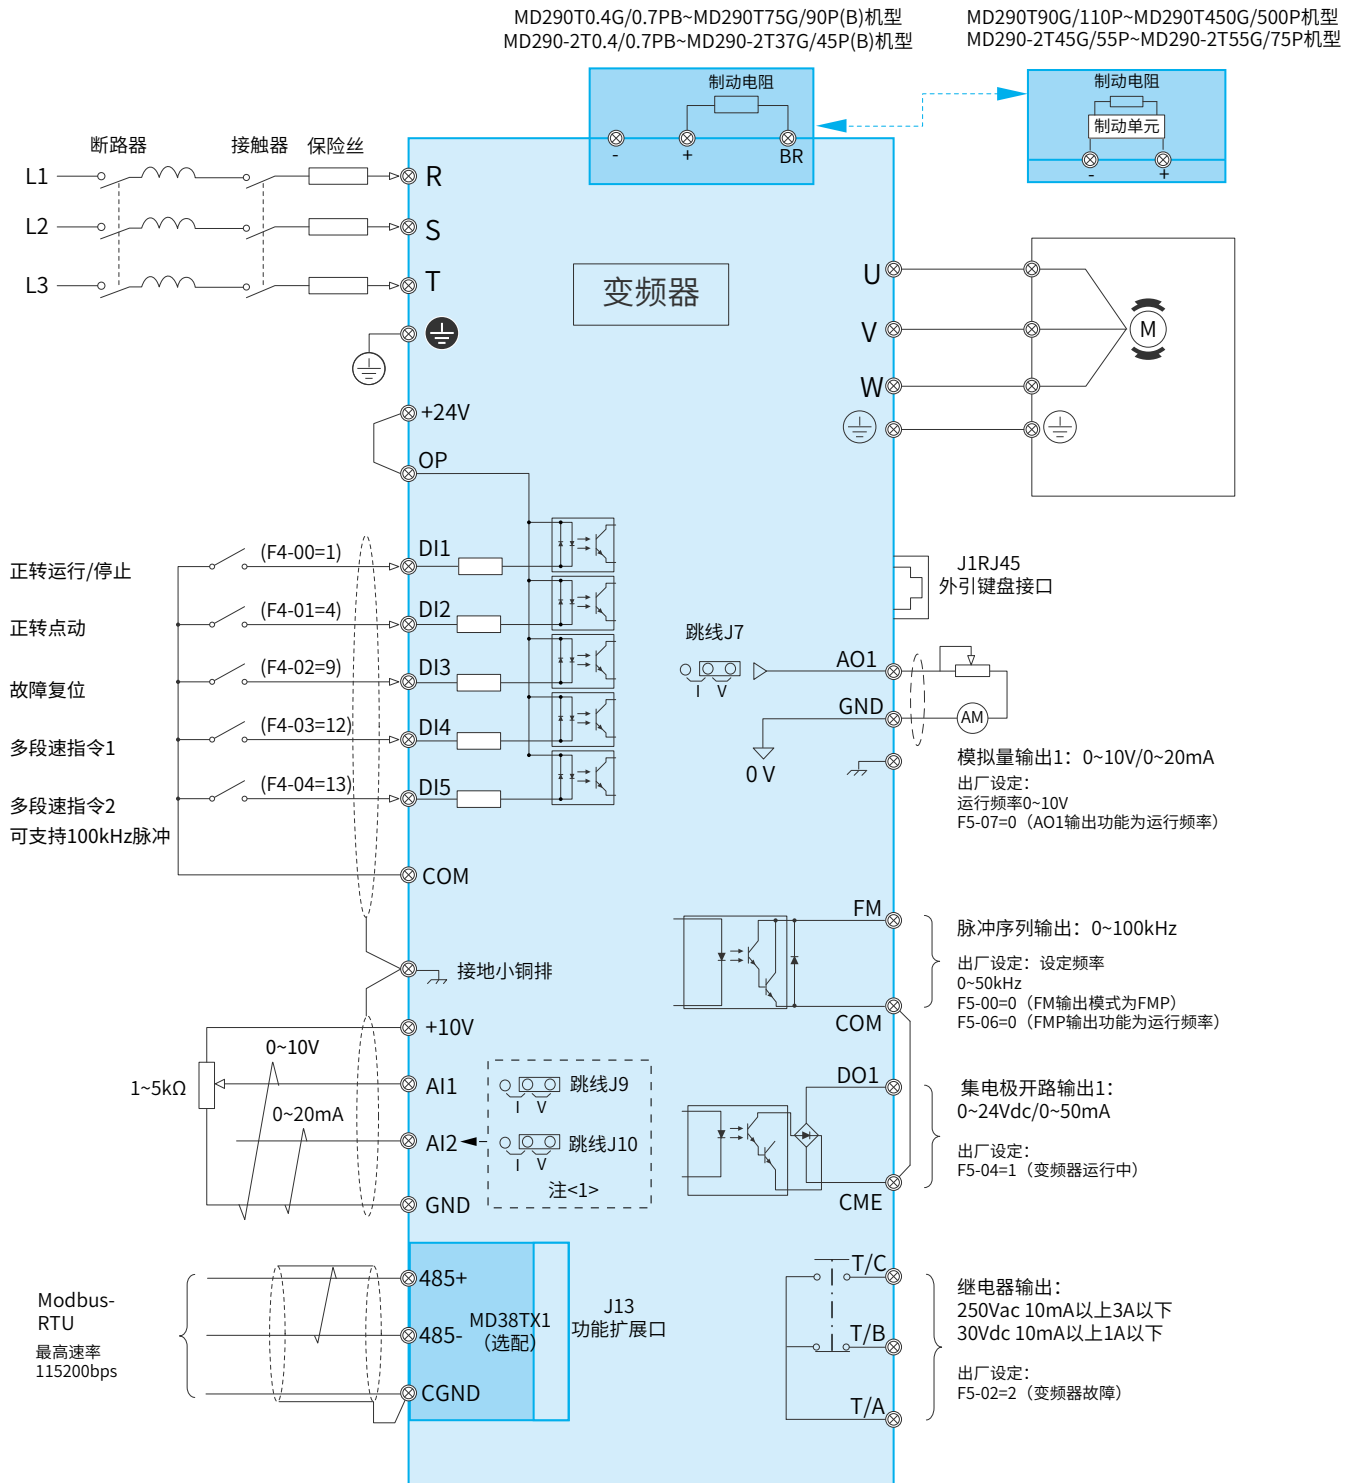 MD290T0.4G/0.7PB~MD290T75G/90P(B)机型
MD290-2T0.4/0.7PB~MD290-2T37G/45P(B)机型
MD290T90G/110P~MD290T450G/500P机型
MD290-2T45G/55P~MD290-2T55G/75P机型
制动电阻
- + BR
制动电阻
制动单元
- +
断路器 接触器 保险丝
L1 R
L2 S
L3 T
变频器
U
V
W
M
+24V
OP
正转运行/停止 (F4-00=1) DI1
正转点动 (F4-01=4) DI2
故障复位 (F4-02=9) DI3
多段速指令1 (F4-03=12) DI4
多段速指令2 (F4-04=13) DI5
可支持100kHz脉冲
COM
接地小铜排
+10V
0~10V
1~5kΩ
AI1
0~20mA
AI2
GND
跳线J9
I V
跳线J10
I V
注<1>
Modbus-
RTU
最高速率
115200bps
485+
485-
CGND
MD38TX1
（选配）
J13
功能扩展口
J1RJ45
外引键盘接口
跳线J7
I V
AO1
GND
0 V
AM
模拟量输出1：0~10V/0~20mA
出厂设定：
运行频率0~10V
F5-07=0（AO1输出功能为运行频率）
FM
COM
脉冲序列输出：0~100kHz
出厂设定：设定频率
0~50kHz
F5-00=0（FM输出模式为FMP）
F5-06=0（FMP输出功能为运行频率）
DO1
CME
集电极开路输出1：
0~24Vdc/0~50mA
出厂设定：
F5-04=1（变频器运行中）
T/C
T/B
T/A
继电器输出：
250Vac 10mA以上3A以下
30Vdc 10mA以上1A以下
出厂设定：
F5-02=2（变频器故障）